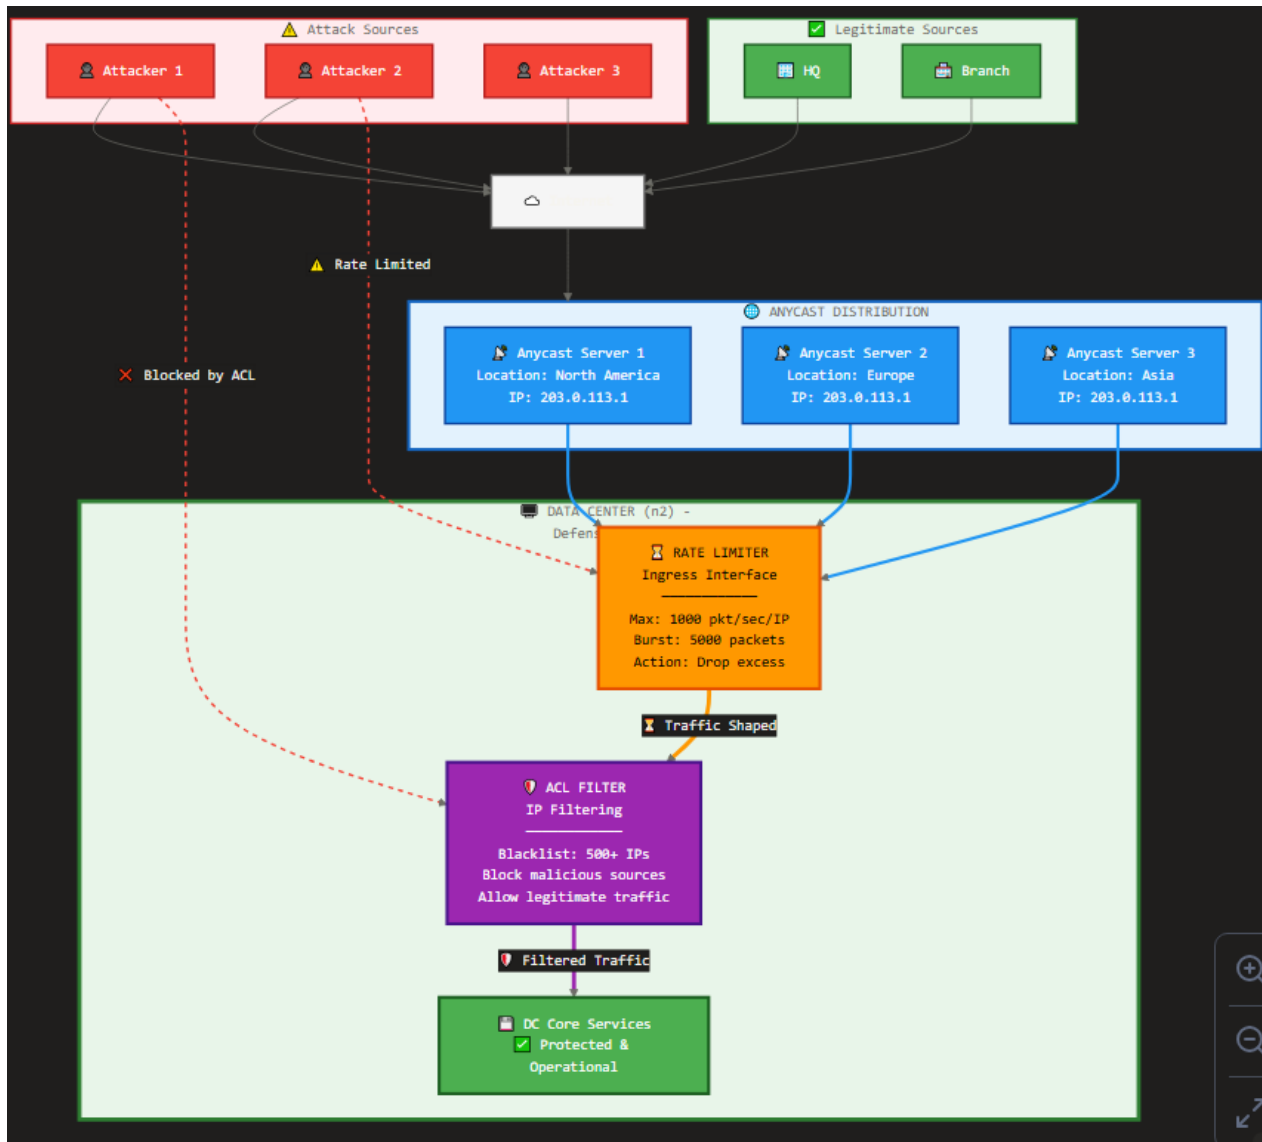 ⚠️ Attack Sources
✅ Legitimate Sources
Attacker 1
Attacker 2
Attacker 3
HQ
Branch
⚠️ Rate Limited
🌐 ANYCAST DISTRIBUTION
📡 Anycast Server 1
Location: North America
IP: 203.0.113.1
📡 Anycast Server 2
Location: Europe
IP: 203.0.113.1
📡 Anycast Server 3
Location: Asia
IP: 203.0.113.1
❌ Blocked by ACL
🖥️ DATA CENTER (n2) -
⏳ RATE LIMITER
Ingress Interface
Max: 1000 pkt/sec/IP
Burst: 5000 packets
Action: Drop excess
⏳ Traffic Shaped
🛡️ ACL FILTER
IP Filtering
Blacklist: 500+ IPs
Block malicious sources
Allow legitimate traffic
🛡️ Filtered Traffic
💾 DC Core Services
✅ Protected &
Operational